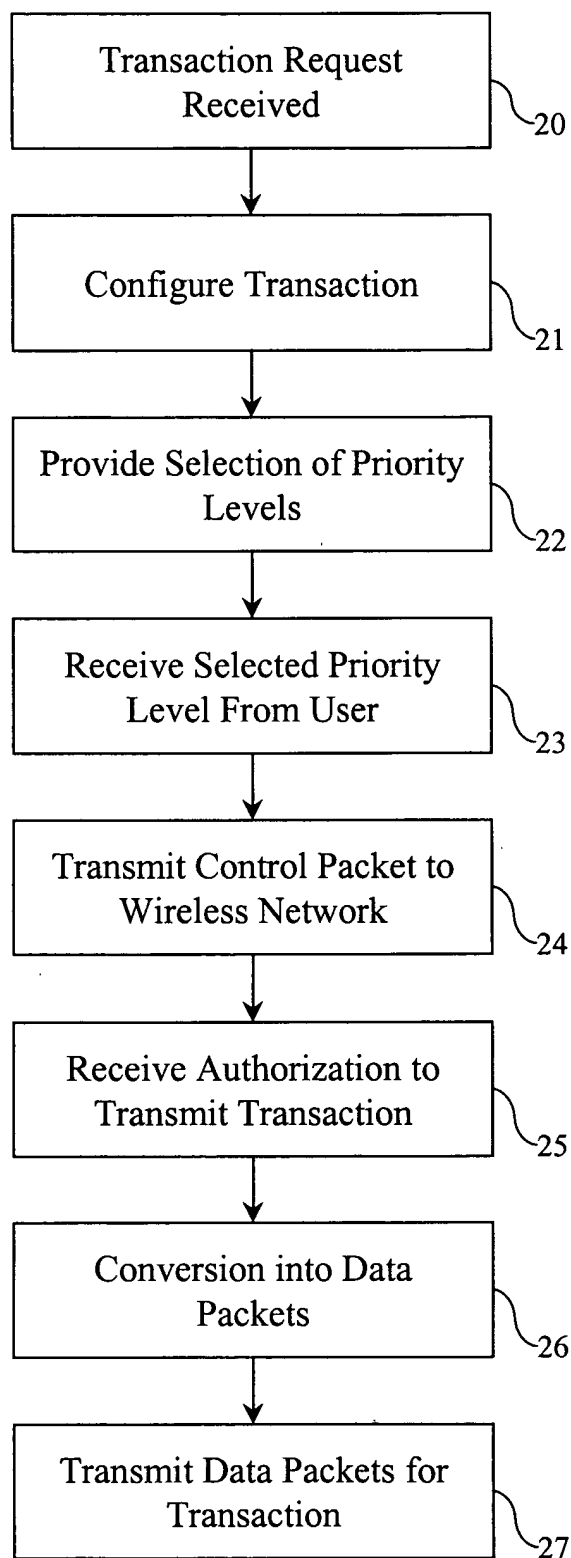 Transaction Request
Received
20
Configure Transaction
21
Provide Selection of Priority
Levels
22
Receive Selected Priority
Level From User
23
Transmit Control Packet to
Wireless Network
24
Receive Authorization to
Transmit Transaction
25
Conversion into Data
Packets
26
Transmit Data Packets for
Transaction
27